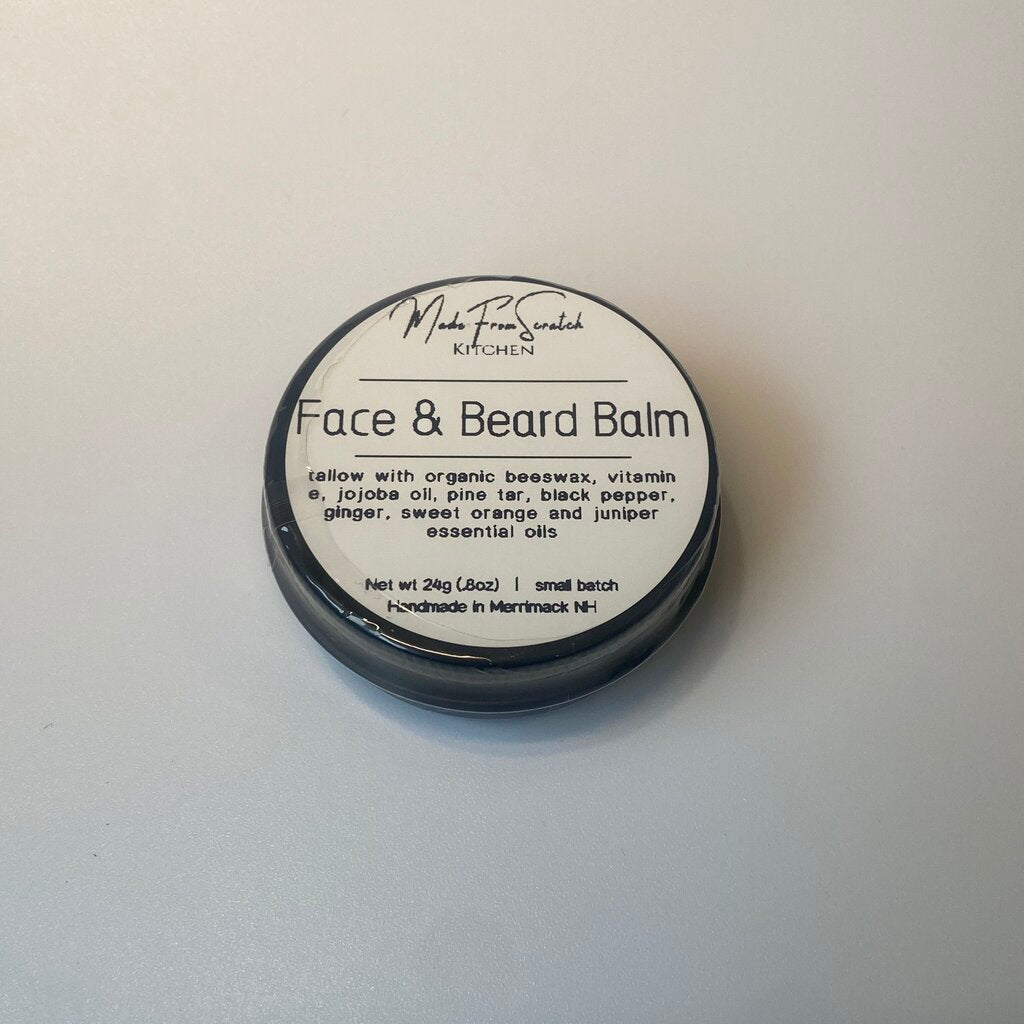 Made From Scratch
KITCHEN
Face & Beard Balm
tallow with organic beeswax, vitamin
e, jojoba oil, pine tar, black pepper,
ginger, sweet orange and juniper
essential oils
Net wt 24g (.8oz) | small batch
Handmade in Merrimack NH